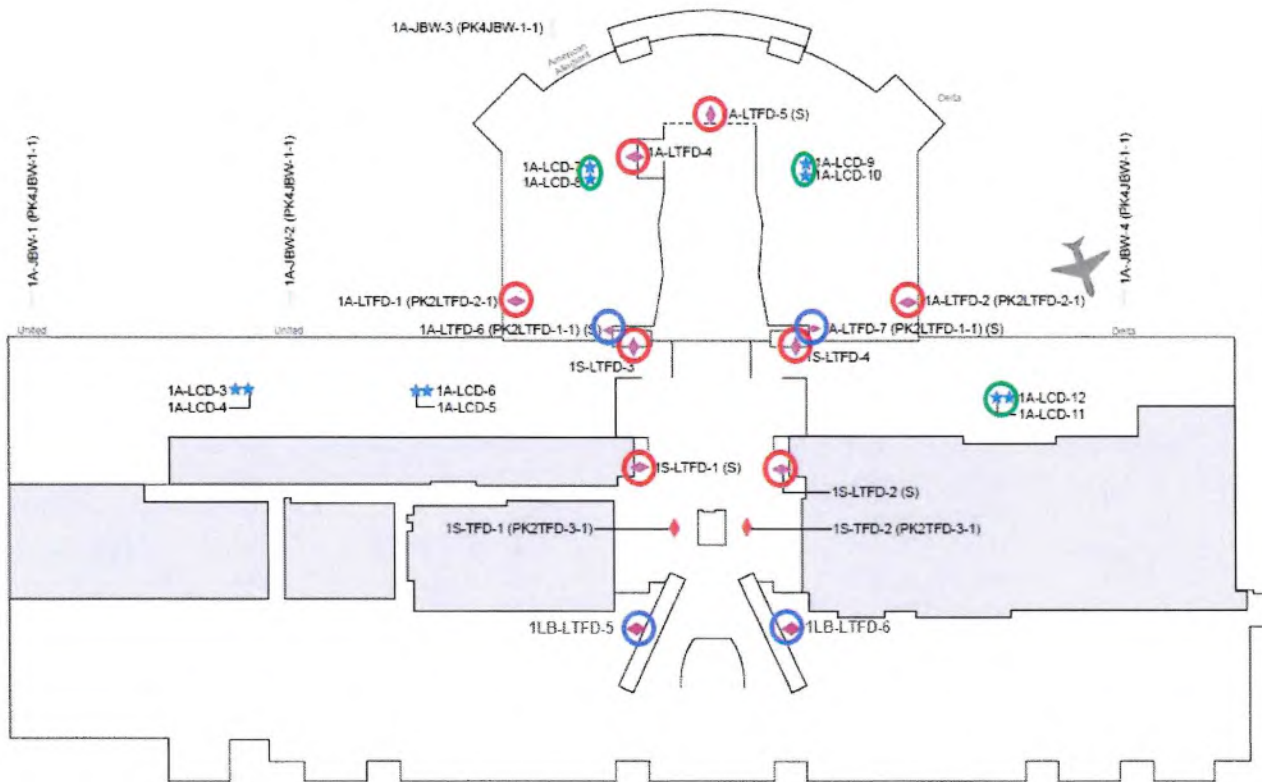 1A-JBW-3 (PK4JBW-1-1)
American
Allegiant
Delta
A-LTFD-5 (S)
1A-LTFD-4
1A-LCD-7
1A-LCD-8
1A-LCD-9
1A-LCD-10
1A-JBW-1 (PK4JBW-1-1)
1A-JBW-2 (PK4JBW-1-1)
1A-JBW-4 (PK4JBW-1-1)
1A-LTFD-1 (PK2LTFD-2-1)
1A-LTFD-2 (PK2LTFD-2-1)
United
United
1A-LTFD-6 (PK2LTFD-1-1) (S)
A-LTFD-7 (PK2LTFD-1-1) (S)
Delta
1S-LTFD-3
1S-LTFD-4
1A-LCD-3
1A-LCD-4
1A-LCD-6
1A-LCD-5
1A-LCD-12
1A-LCD-11
1S-LTFD-1 (S)
1S-LTFD-2 (S)
1S-TFD-1 (PK2TFD-3-1)
1S-TFD-2 (PK2TFD-3-1)
1LB-LTFD-5
1LB-LTFD-6